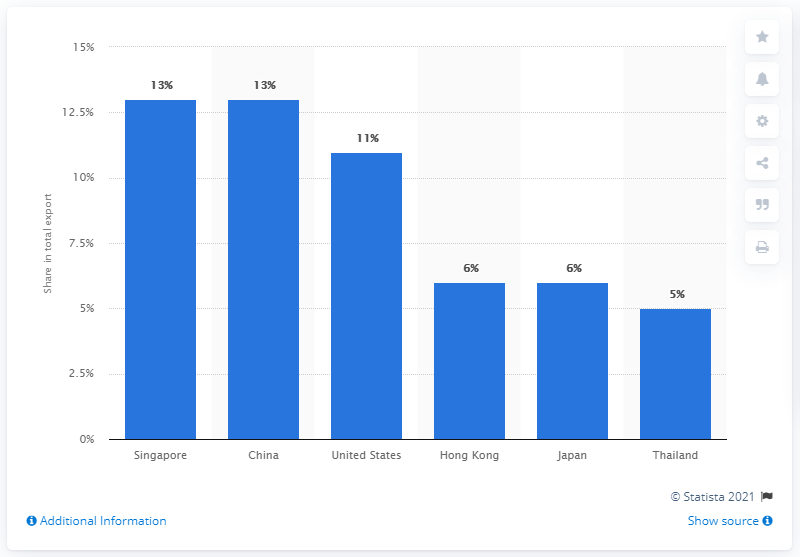 15%
12.5%
10%
7.5%
5%
2.5%
0%
Share in total export
13%
13%
11%
6%
6%
5%
Singapore
China
United States
Hong Kong
Japan
Thailand
© Statista 2021
Additional Information
Show source